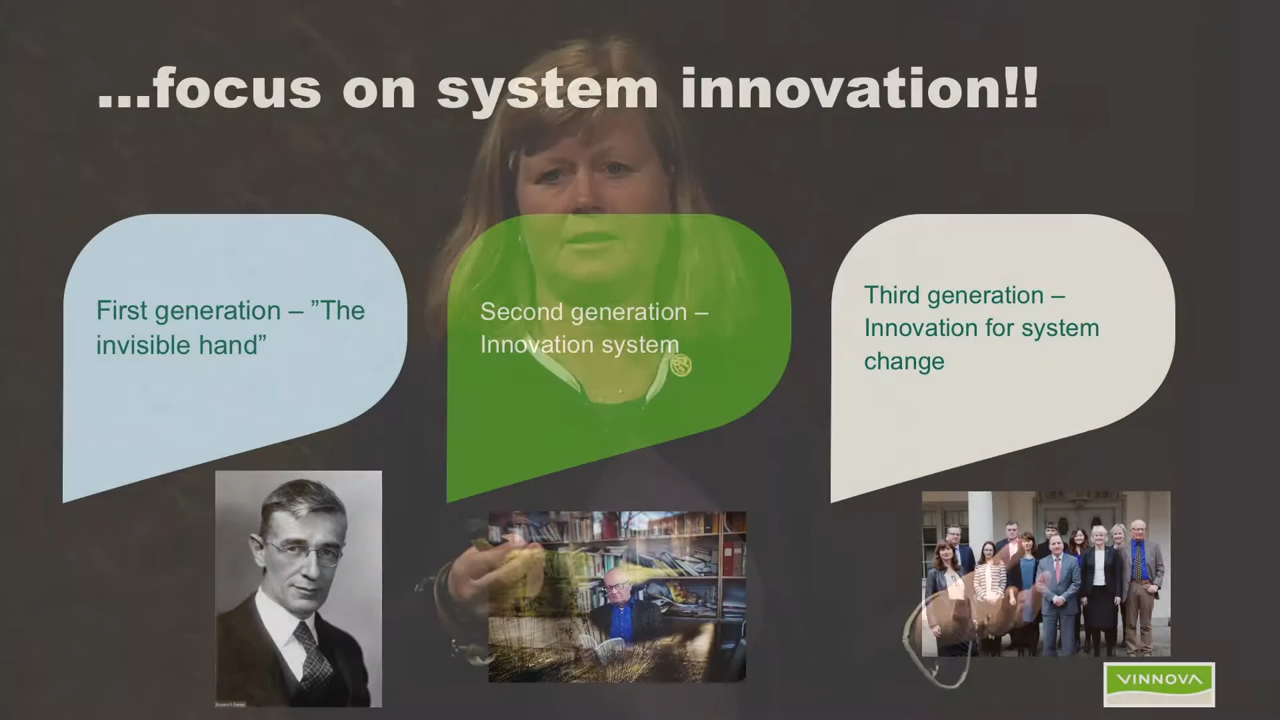 ...focus on system innovation!!
First generation – ”The
invisible hand”
Second generation –
Innovation system
Third generation –
Innovation for system
change
VINNOVA